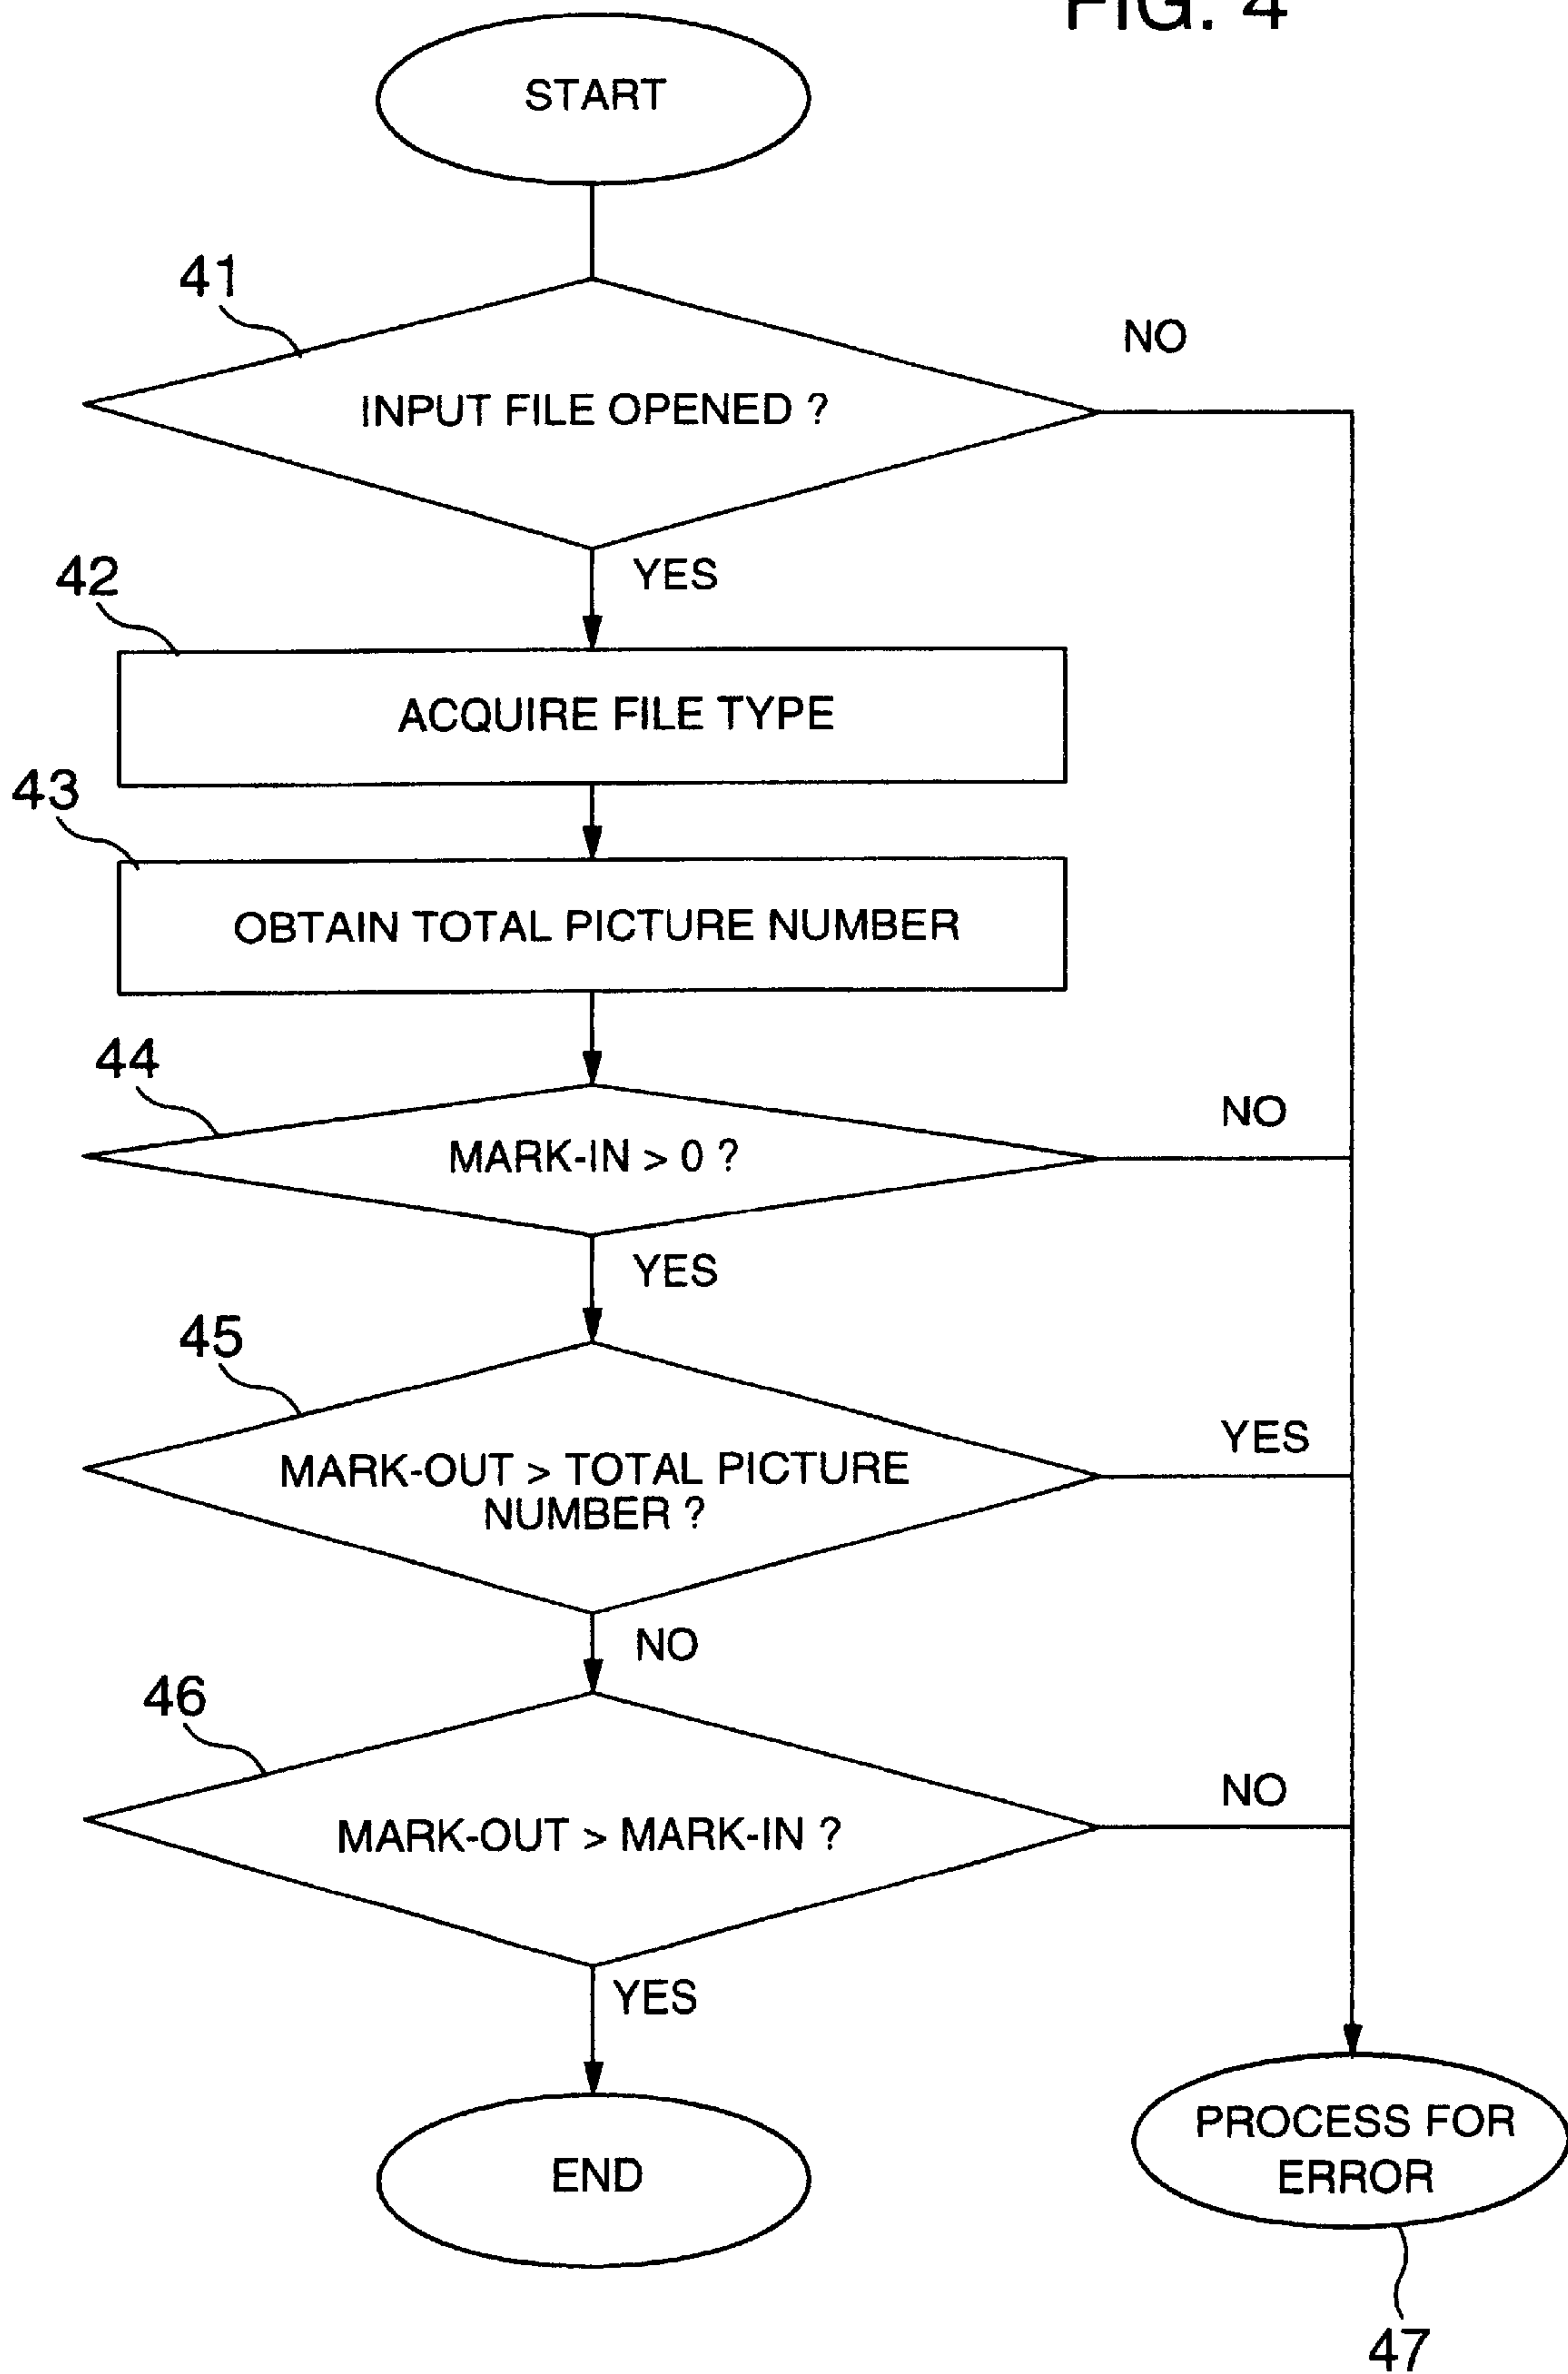 FIG. 4
START
41
INPUT FILE OPENED ?
NO
YES
42
ACQUIRE FILE TYPE
43
OBTAIN TOTAL PICTURE NUMBER
44
MARK-IN > 0 ?
NO
YES
45
MARK-OUT > TOTAL PICTURE
NUMBER ?
YES
NO
46
MARK-OUT > MARK-IN ?
NO
YES
END
PROCESS FOR
ERROR
47